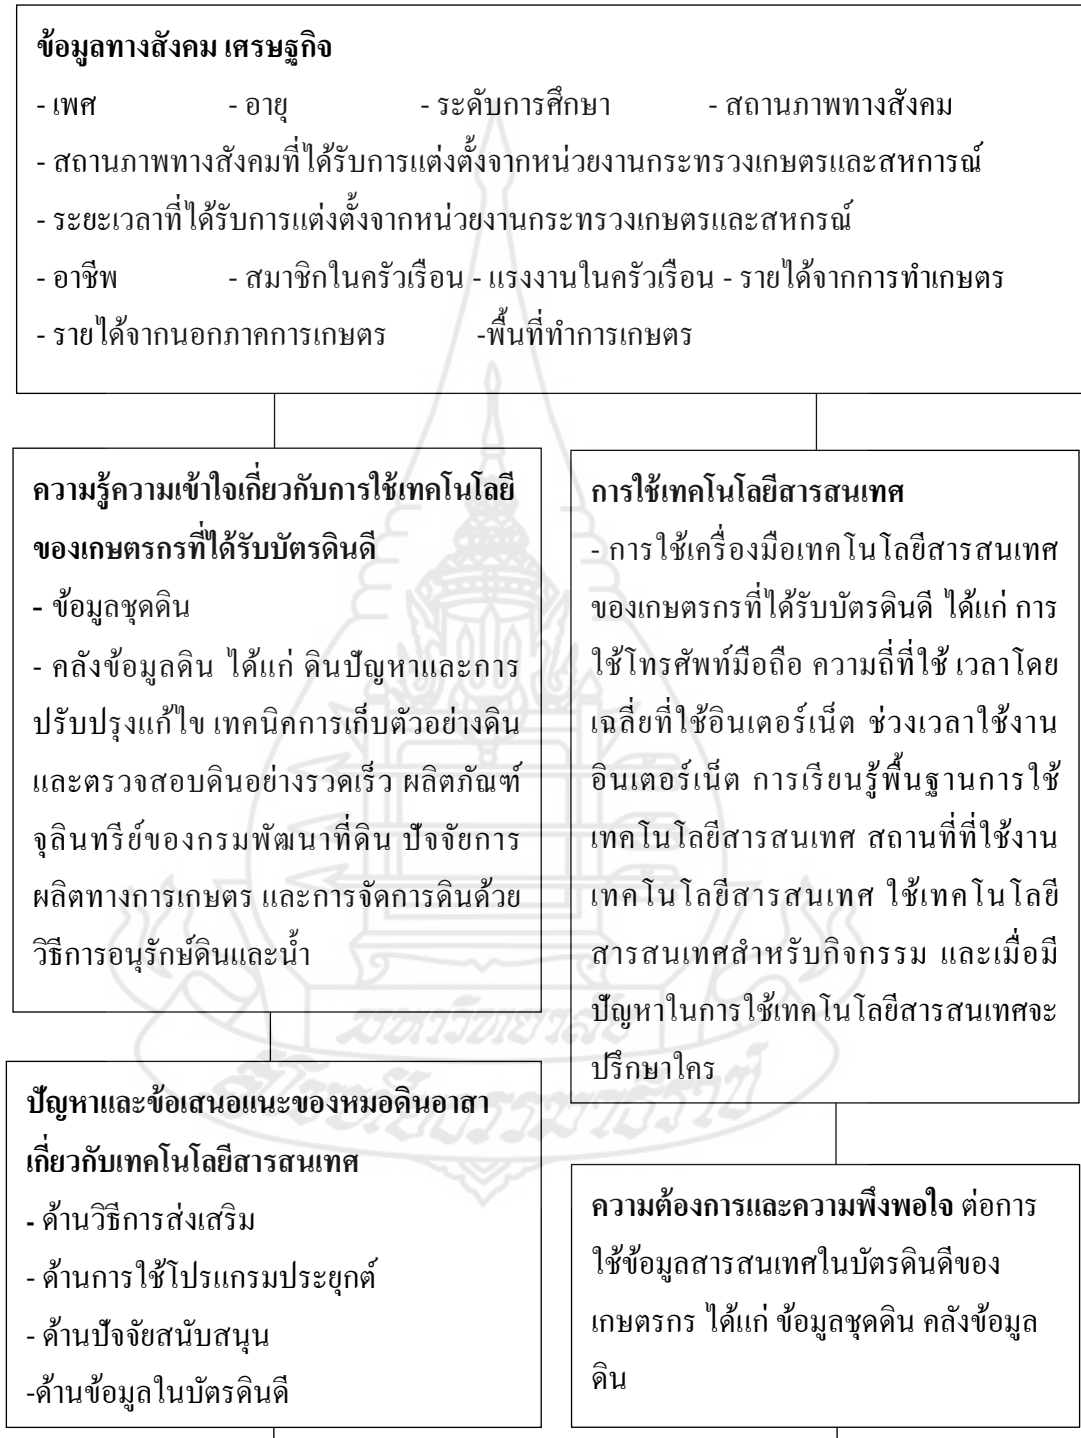 ข้อมูลทางสังคม เศรษฐกิจ
- เพศ - อายุ - ระดับการศึกษา - สถานภาพทางสังคม
- สถานภาพทางสังคมที่ได้รับการแต่งตั้งจากหน่วยงานกระทรวงเกษตรและสหการณ์
- ระยะเวลาที่ได้รับการแต่งตั้งจากหน่วยงานกระทรวงเกษตรและสหกรณ์
- อาชีพ - สมาชิกในครัวเรือน - แรงงานในครัวเรือน - รายได้จากการทำเกษตร
- รายได้จากนอกภาคการเกษตร -พื้นที่ทำการเกษตร
ความรู้ความเข้าใจเกี่ยวกับการใช้เทคโนโลยี
ของเกษตรกรที่ได้รับบัตรดินดี
- ข้อมูลชุดดิน
- คลังข้อมูลดิน ได้แก่ ดินปัญหาและการ
ปรับปรุงแก้ไข เทคนิคการเก็บตัวอย่างดิน
และตรวจสอบดินอย่างรวดเร็ว ผลิตภัณฑ์
จุลินทรีย์ของกรมพัฒนาที่ดิน ปัจจัยการ
ผลิตทางการเกษตร และการจัดการดินด้วย
วิธีการอนุรักษ์ดินและน้ำ
การใช้เทคโนโลยีสารสนเทศ
- การใช้เครื่องมือเทคโนโลยีสารสนเทศ
ของเกษตรกรที่ได้รับบัตรดินดี ได้แก่ การ
ใช้โทรศัพท์มือถือ ความถี่ที่ใช้ เวลาโดย
เฉลี่ยที่ใช้อินเตอร์เน็ต ช่วงเวลาใช้งาน
อินเตอร์เน็ต การเรียนรู้พื้นฐานการใช้
เทคโนโลยีสารสนเทศ สถานที่ที่ใช้งาน
เทคโนโลยีสารสนเทศ ใช้เทคโนโลยี
สารสนเทศสำหรับกิจกรรม และเมื่อมี
ปัญหาในการใช้เทคโนโลยีสารสนเทศจะ
ปรึกษาใคร
ปัญหาและข้อเสนอแนะของหมอดินอาสา
เกี่ยวกับเทคโนโลยีสารสนเทศ
- ด้านวิธีการส่งเสริม
- ด้านการใช้โปรแกรมประยุกต์
- ด้านปัจจัยสนับสนุน
-ด้านข้อมูลในบัตรดินดี
ความต้องการและความพึงพอใจ ต่อการ
ใช้ข้อมูลสารสนเทศในบัตรดินดีของ
เกษตรกร ได้แก่ ข้อมูลชุดดิน คลังข้อมูล
ดิน
มหาวิทยาลัย
สุโขทัยธรรมาธิราช